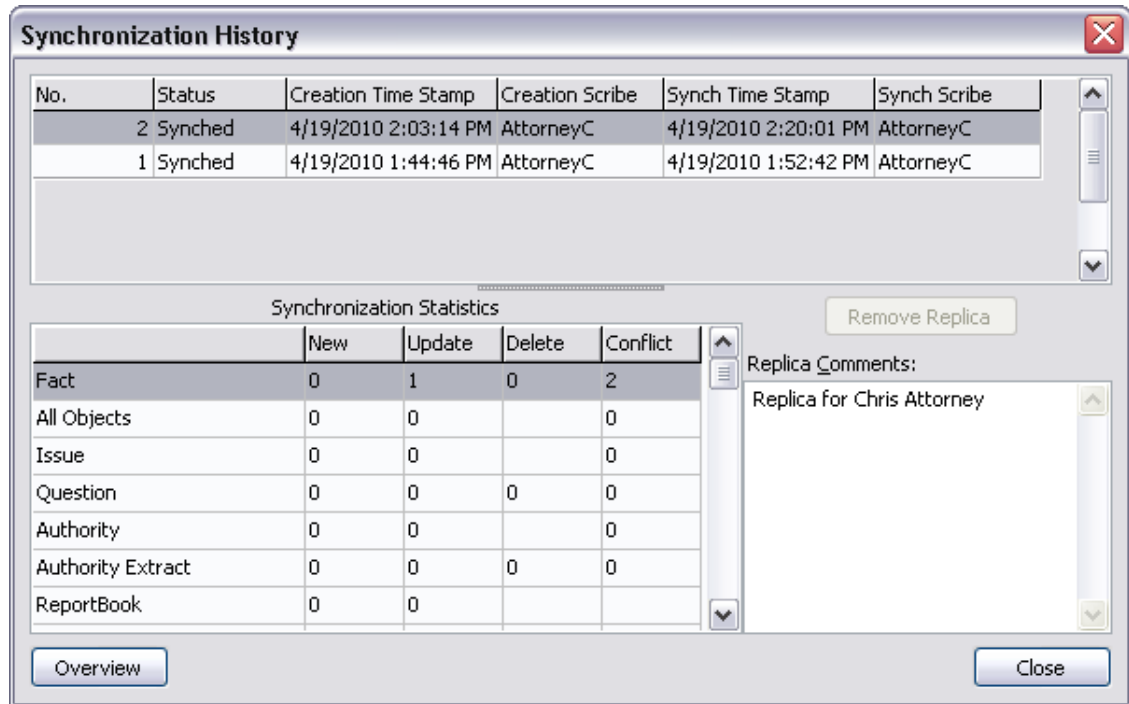 Synchronization History
No. Status Creation Time Stamp Creation Scribe Synch Time Stamp Synch Scribe
2 Synched 4/19/2010 2:03:14 PM AttorneyC 4/19/2010 2:20:01 PM AttorneyC
1 Synched 4/19/2010 1:44:46 PM AttorneyC 4/19/2010 1:52:42 PM AttorneyC
Synchronization Statistics
New Update Delete Conflict
Fact 0 1 0 2
All Objects 0 0 0
Issue 0 0 0
Question 0 0 0 0
Authority 0 0 0
Authority Extract 0 0 0 0
ReportBook 0 0
Remove Replica
Replica Comments:
Replica for Chris Attorney
Overview
Close